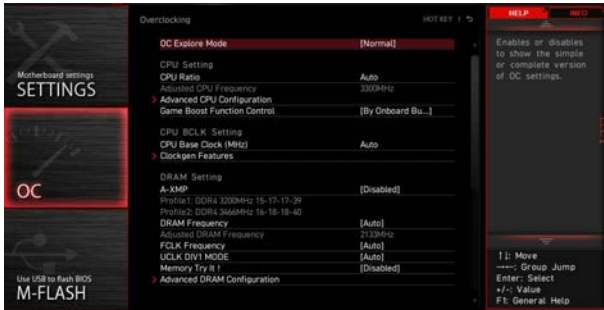 Overclocking
HOT KEY
HELP
INFO
Motherboard settings
SETTINGS
OC
Use USB to flash BIOS
M-FLASH
OC Explore Mode [Normal]
CPU Setting
CPU Ratio Auto
Adjusted CPU Frequency 3300MHz
> Advanced CPU Configuration
Game Boost Function Control [By Onboard Bu...]
CPU BCLK Setting
CPU Base Clock (MHz) Auto
> Clockgen Features
DRAM Setting
A-XMP [Disabled]
Profile1: DDR4 3200MHz 15-17-17-39
Profile2: DDR4 3466MHz 16-18-18-40
DRAM Frequency [Auto]
Adjusted DRAM Frequency 2133MHz
FCLK Frequency [Auto]
UCLK DIV1 MODE [Auto]
Memory Try It ! [Disabled]
> Advanced DRAM Configuration
Enables or disables
to show the simple
or complete version
of OC settings.
↑↓: Move
→←: Group Jump
Enter: Select
+/-: Value
F1: General Help